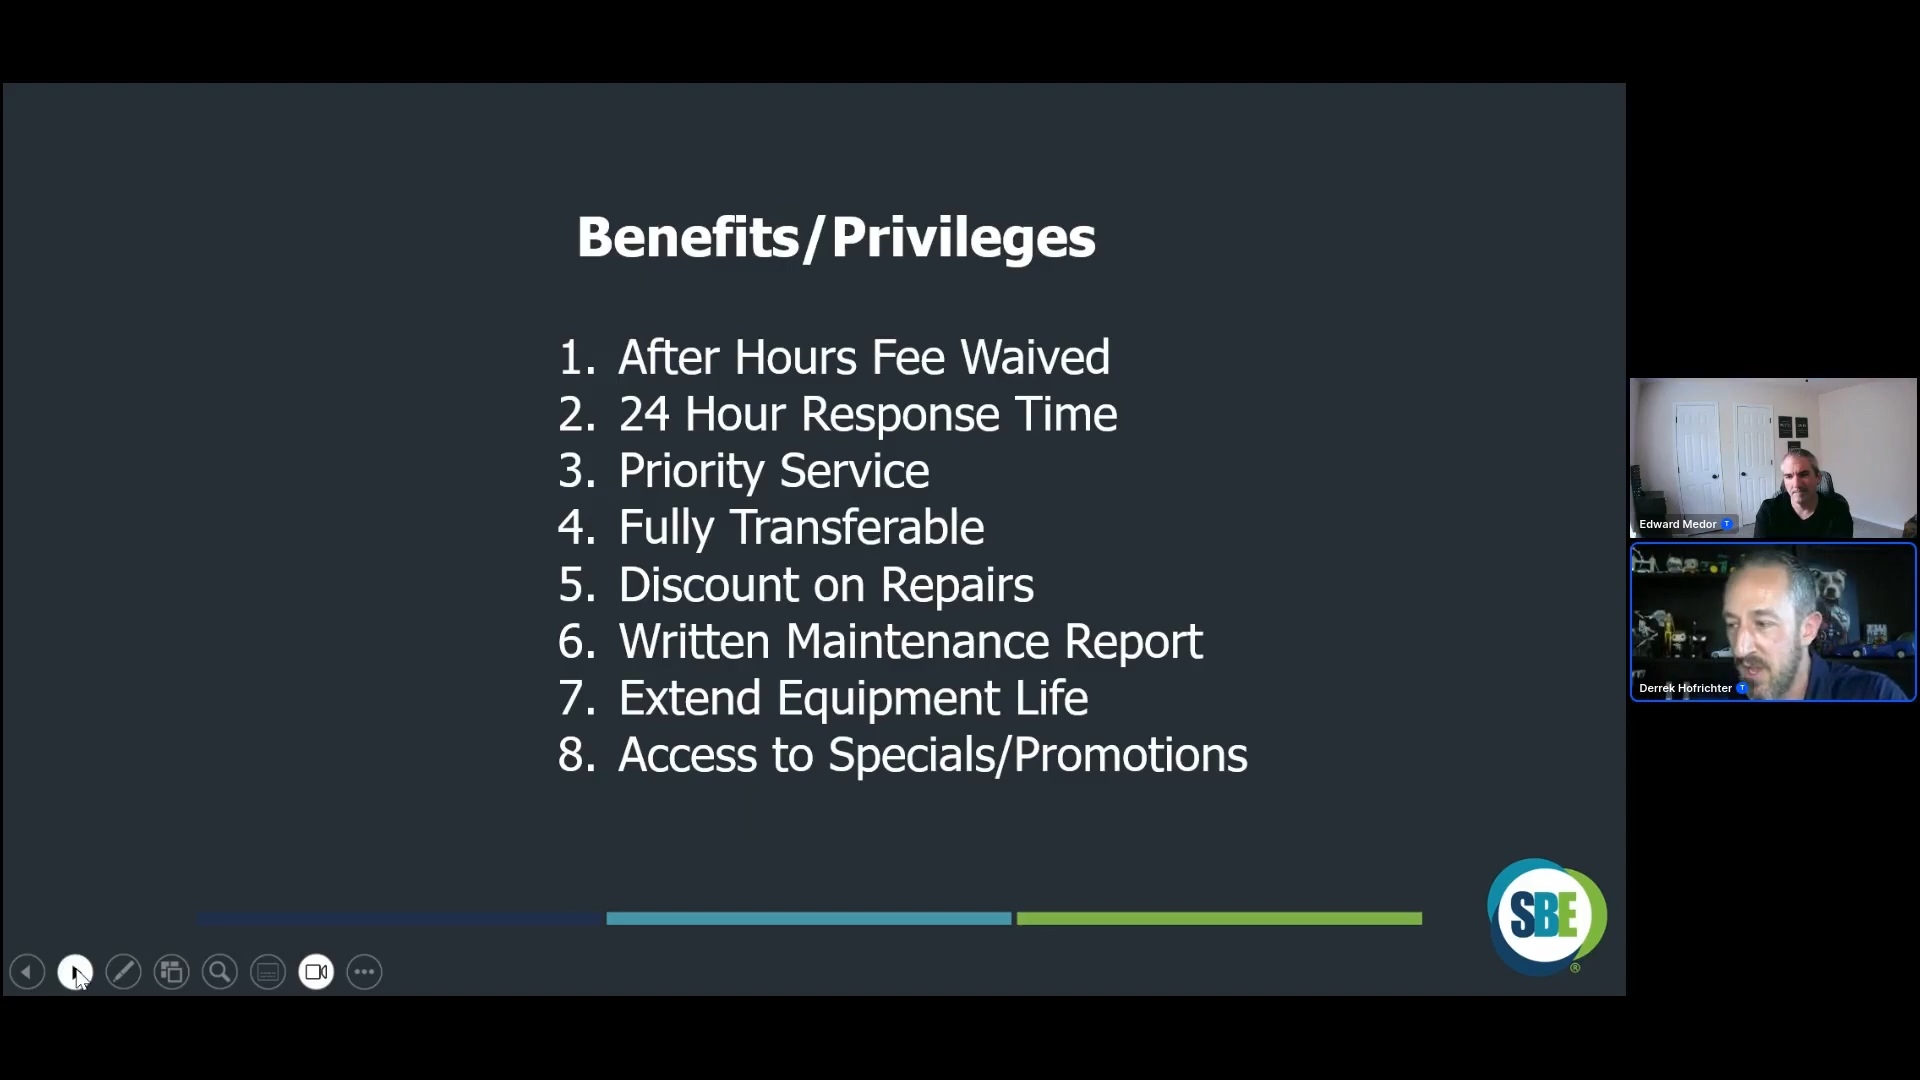 Benefits/Privileges
1. After Hours Fee Waived
2. 24 Hour Response Time
3. Priority Service
4. Fully Transferable
5. Discount on Repairs
6. Written Maintenance Report
7. Extend Equipment Life
8. Access to Specials/Promotions
SBE
®
Edward Medor T
Derrek Hofrichter T